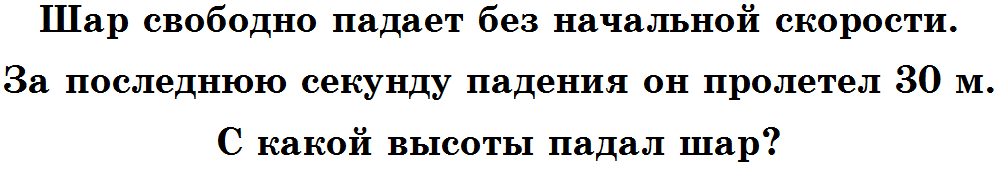 Шар свободно падает без начальной скорости.
За последнюю секунду падения он пролетел 30 м.
С какой высоты падал шар?